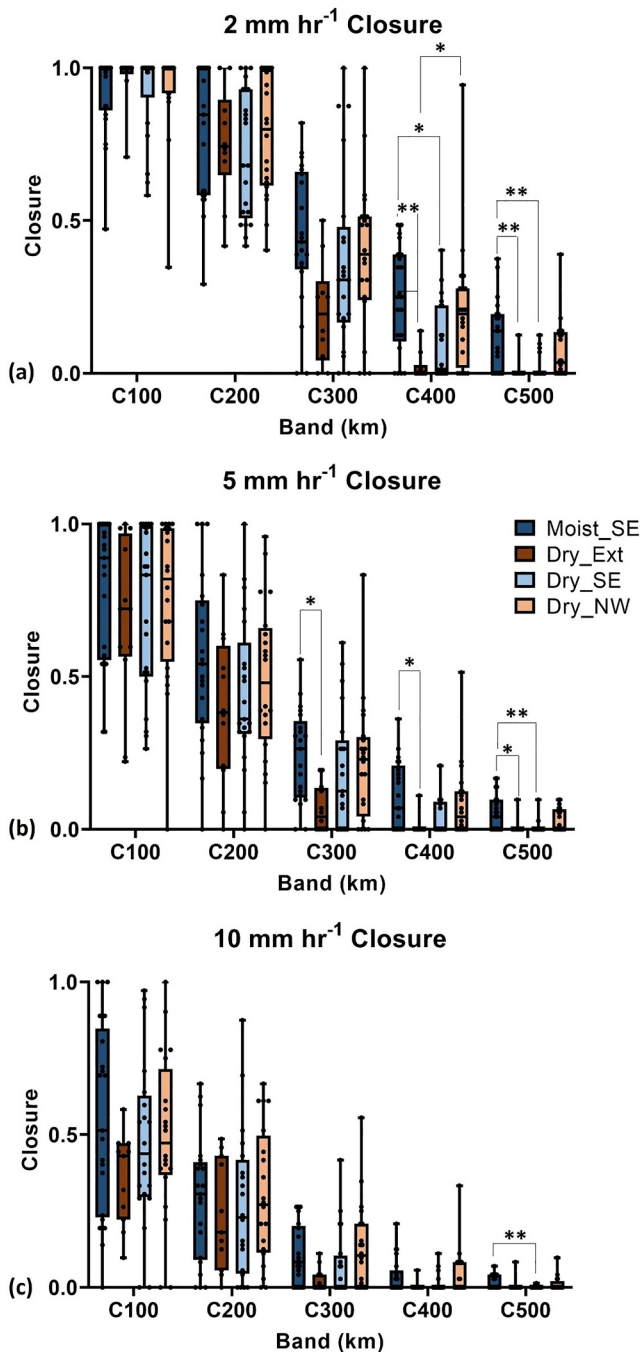 2 mm hr⁻¹ Closure
*
1.0
*
**
**
**
Closure
0.5
(a)
0.0
C100 C200 C300 C400 C500
Band (km)
5 mm hr⁻¹ Closure
1.0
Moist_SE
Dry_Ext
Dry_SE
Dry_NW
*
*
**
*
Closure
0.5
(b)
0.0
C100 C200 C300 C400 C500
Band (km)
10 mm hr⁻¹ Closure
1.0
Closure
0.5
**
(c)
0.0
C100 C200 C300 C400 C500
Band (km)